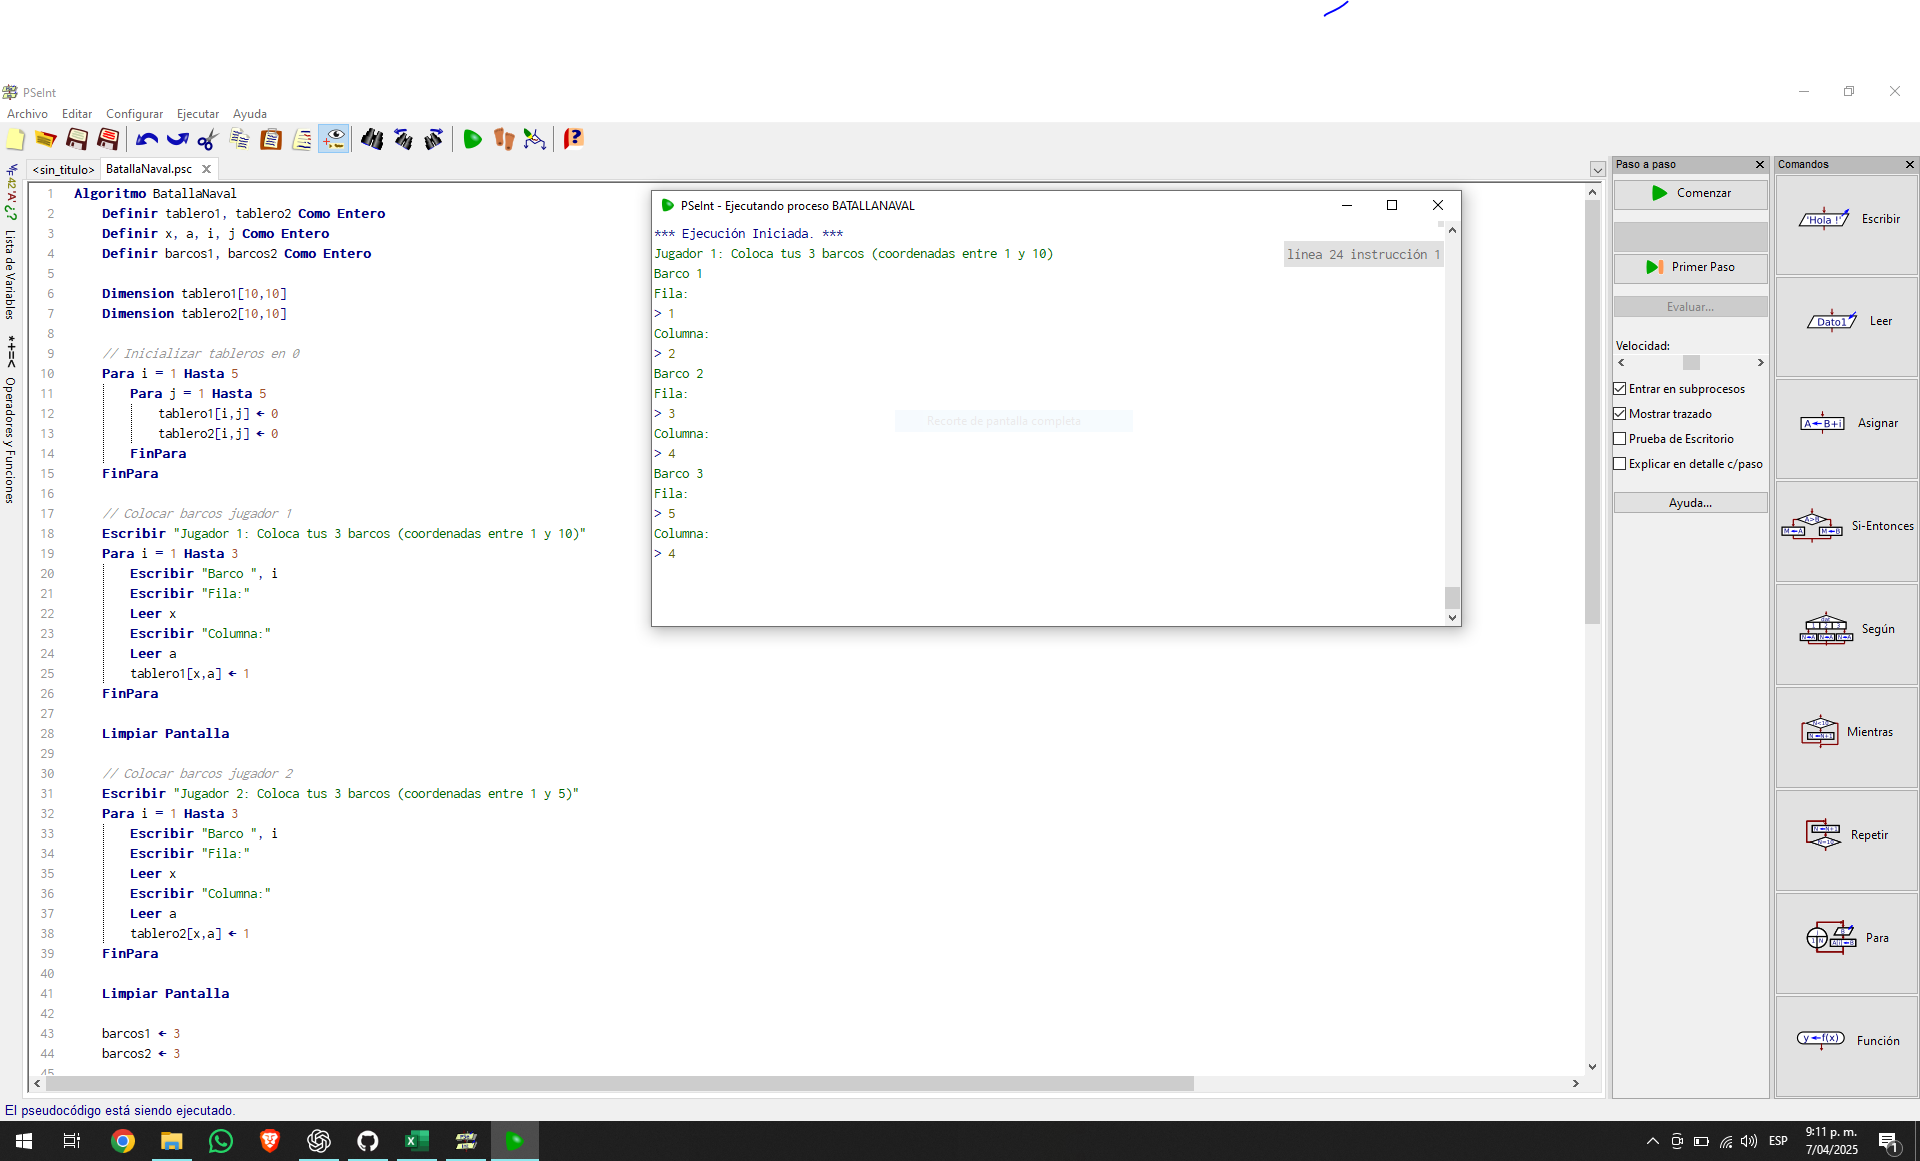 PSeInt
Archivo Editar Configurar Ejecutar Ayuda
<sin_titulo> BatallaNaval.psc
Lista de Variables
Operadores y Funciones
1 Algoritmo BatallaNaval
2 Definir tablero1, tablero2 Como Entero
3 Definir x, a, i, j Como Entero
4 Definir barcos1, barcos2 Como Entero
5
6 Dimension tablero1[10,10]
7 Dimension tablero2[10,10]
8
9 // Inicializar tableros en 0
10 Para i = 1 Hasta 5
11 Para j = 1 Hasta 5
12 tablero1[i,j] ← 0
13 tablero2[i,j] ← 0
14 FinPara
15 FinPara
16
17 // Colocar barcos jugador 1
18 Escribir "Jugador 1: Coloca tus 3 barcos (coordenadas entre 1 y 10)"
19 Para i = 1 Hasta 3
20 Escribir "Barco ", i
21 Escribir "Fila:"
22 Leer x
23 Escribir "Columna:"
24 Leer a
25 tablero1[x,a] ← 1
26 FinPara
27
28 Limpiar Pantalla
29
30 // Colocar barcos jugador 2
31 Escribir "Jugador 2: Coloca tus 3 barcos (coordenadas entre 1 y 5)"
32 Para i = 1 Hasta 3
33 Escribir "Barco ", i
34 Escribir "Fila:"
35 Leer x
36 Escribir "Columna:"
37 Leer a
38 tablero2[x,a] ← 1
39 FinPara
40
41 Limpiar Pantalla
42
43 barcos1 ← 3
44 barcos2 ← 3
45
PSeInt - Ejecutando proceso BATALLANAVAL
*** Ejecución Iniciada. ***
línea 24 instrucción 1
Jugador 1: Coloca tus 3 barcos (coordenadas entre 1 y 10)
Barco 1
Fila:
> 1
Columna:
> 2
Barco 2
Fila:
> 3
Columna:
> 4
Barco 3
Fila:
> 5
Columna:
> 4
Recorte de pantalla completa
Paso a paso
Comenzar
Primer Paso
Evaluar...
Velocidad:
Entrar en subprocesos
Mostrar trazado
Prueba de Escritorio
Explicar en detalle c/paso
Ayuda...
Comandos
'Hola !' Escribir
Dato1 Leer
A←B+i Asignar
Si-Entonces
Según
Mientras
Repetir
Para
y←f(x) Función
El pseudocódigo está siendo ejecutado.
ESP
9:11 p. m.
7/04/2025
1